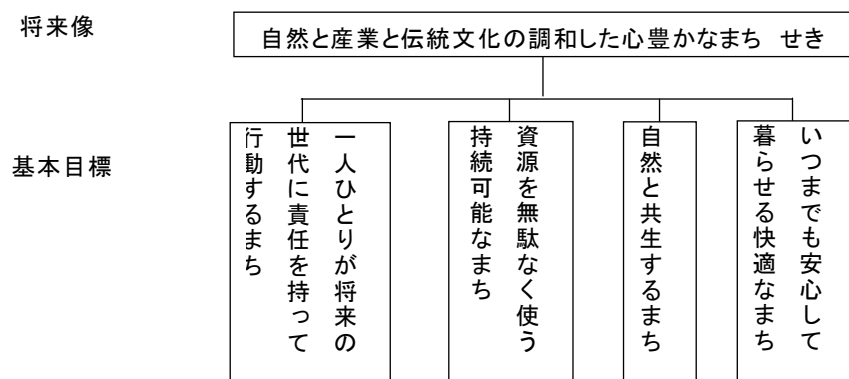 将来像
自然と産業と伝統文化の調和した心豊かなまち せき
基本目標
いつまでも安心して
暮らせる快適なまち
自然と共生するまち
資源を無駄なく使う
持続可能なまち
一人ひとりが将来の
世代に責任を持って
行動するまち